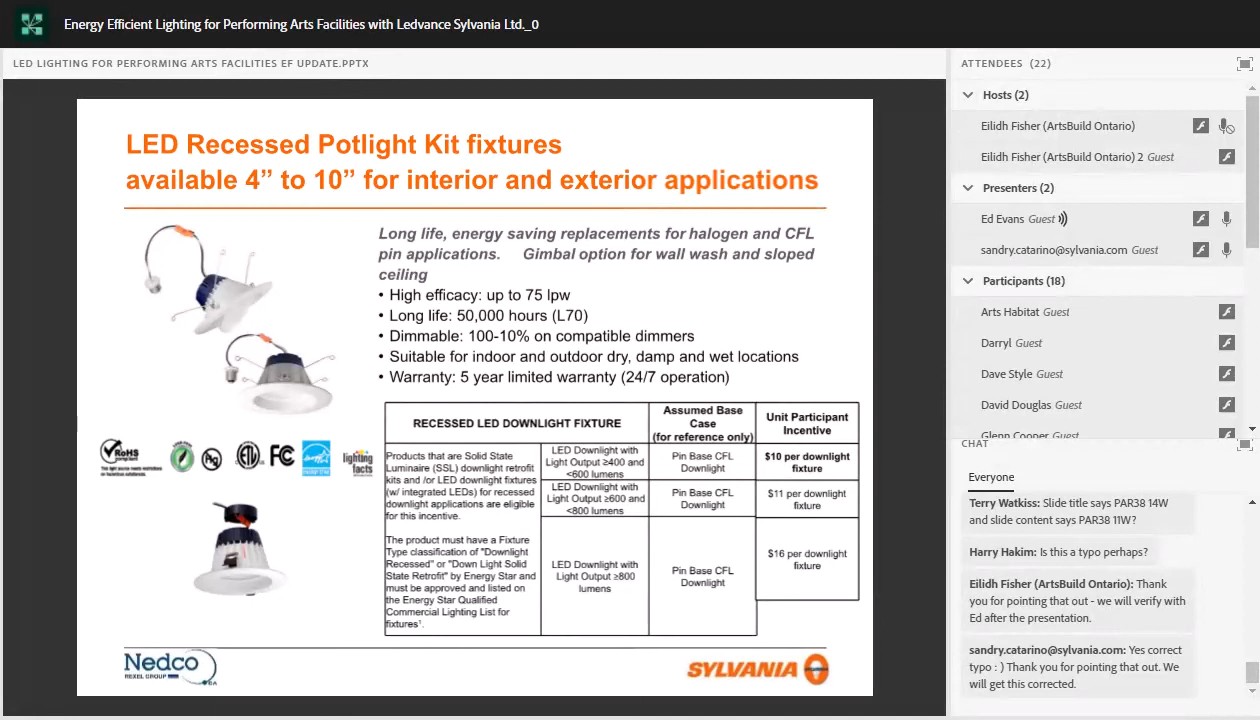 Energy Efficient Lighting for Performing Arts Facilities with Ledvance Sylvania Ltd._0
LED LIGHTING FOR PERFORMING ARTS FACILITIES EF UPDATE.PPTX
LED Recessed Potlight Kit fixtures
available 4” to 10” for interior and exterior applications
Long life, energy saving replacements for halogen and CFL
pin applications. Gimbal option for wall wash and sloped
ceiling
• High efficacy: up to 75 lpw
• Long life: 50,000 hours (L70)
• Dimmable: 100-10% on compatible dimmers
• Suitable for indoor and outdoor dry, damp and wet locations
• Warranty: 5 year limited warranty (24/7 operation)
RoHS
ETL
FC
lighting
facts
RECESSED LED DOWNLIGHT FIXTURE
Assumed Base
Case
(for reference only)
Unit Participant
Incentive
Products that are Solid State
Luminaire (SSL) downlight retrofit
kits and /or LED downlight fixtures
(w/ integrated LEDs) for recessed
downlight applications are eligible
for this incentive.
The product must have a Fixture
Type classification of "Downlight
Recessed" or "Down Light Solid
State Retrofit" by Energy Star and
must be approved and listed on
the Energy Star Qualified
Commercial Lighting List for
fixtures¹.
LED Downlight with
Light Output ≥400 and
<600 lumens
Pin Base CFL
Downlight
$10 per downlight
fixture
LED Downlight with
Light Output ≥600 and
<800 lumens
Pin Base CFL
Downlight
$11 per downlight
fixture
LED Downlight with
Light Output ≥800
lumens
Pin Base CFL
Downlight
$16 per downlight
fixture
Nedco
REXEL GROUP
SYLVANIA
ATTENDEES (22)
Hosts (2)
Eilidh Fisher (ArtsBuild Ontario)
Eilidh Fisher (ArtsBuild Ontario) 2 Guest
Presenters (2)
Ed Evans Guest
sandry.catarino@sylvania.com Guest
Participants (18)
Arts Habitat Guest
Darryl Guest
Dave Style Guest
David Douglas Guest
Glenn Cooper Guest
CHAT
Everyone
Terry Watkiss: Slide title says PAR38 14W
and slide content says PAR38 11W?
Harry Hakim: Is this a typo perhaps?
Eilidh Fisher (ArtsBuild Ontario): Thank
you for pointing that out - we will verify with
Ed after the presentation.
sandry.catarino@sylvania.com: Yes correct
typo : ) Thank you for pointing that out. We
will get this corrected.